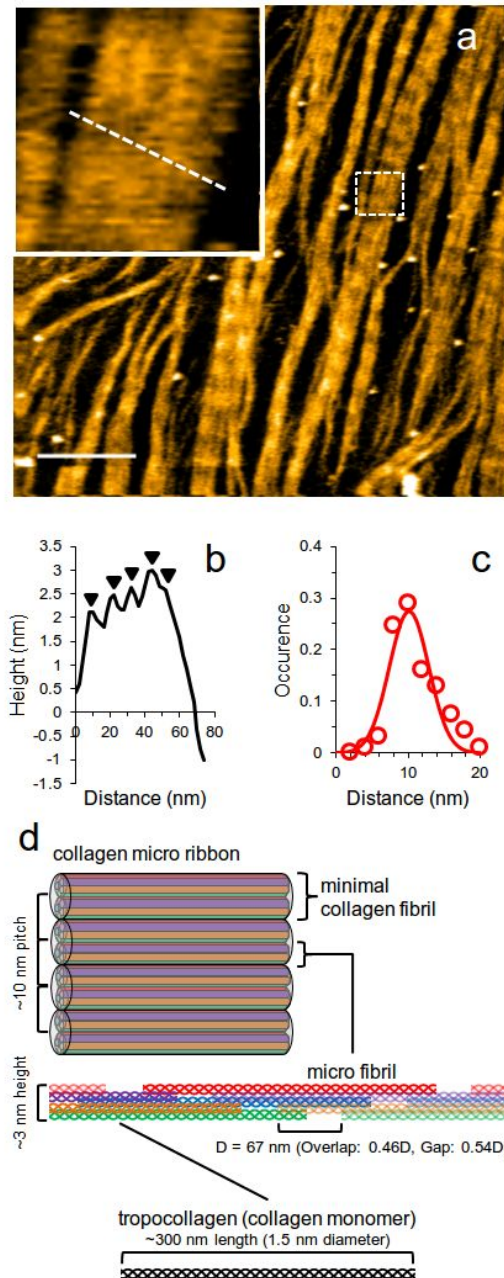 a
b
3.5
3
2.5
2
1.5
1
0.5
0
-0.5
-1
-1.5
Height (nm)
0 20 40 60 80
Distance (nm)
c
0.4
0.3
0.2
0.1
0
Occurence
0 10 20
Distance (nm)
d
collagen micro ribbon
minimal
collagen fibril
~10 nm pitch
micro fibril
~3 nm height
D = 67 nm (Overlap: 0.46D, Gap: 0.54D
tropocollagen (collagen monomer)
~300 nm length (1.5 nm diameter)